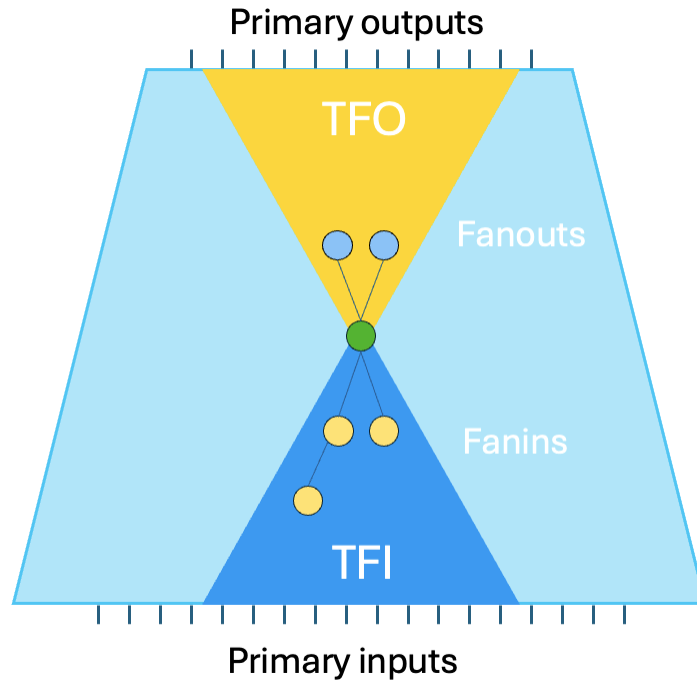 Primary outputs
TFO
Fanouts
Fanins
TFI
Primary inputs